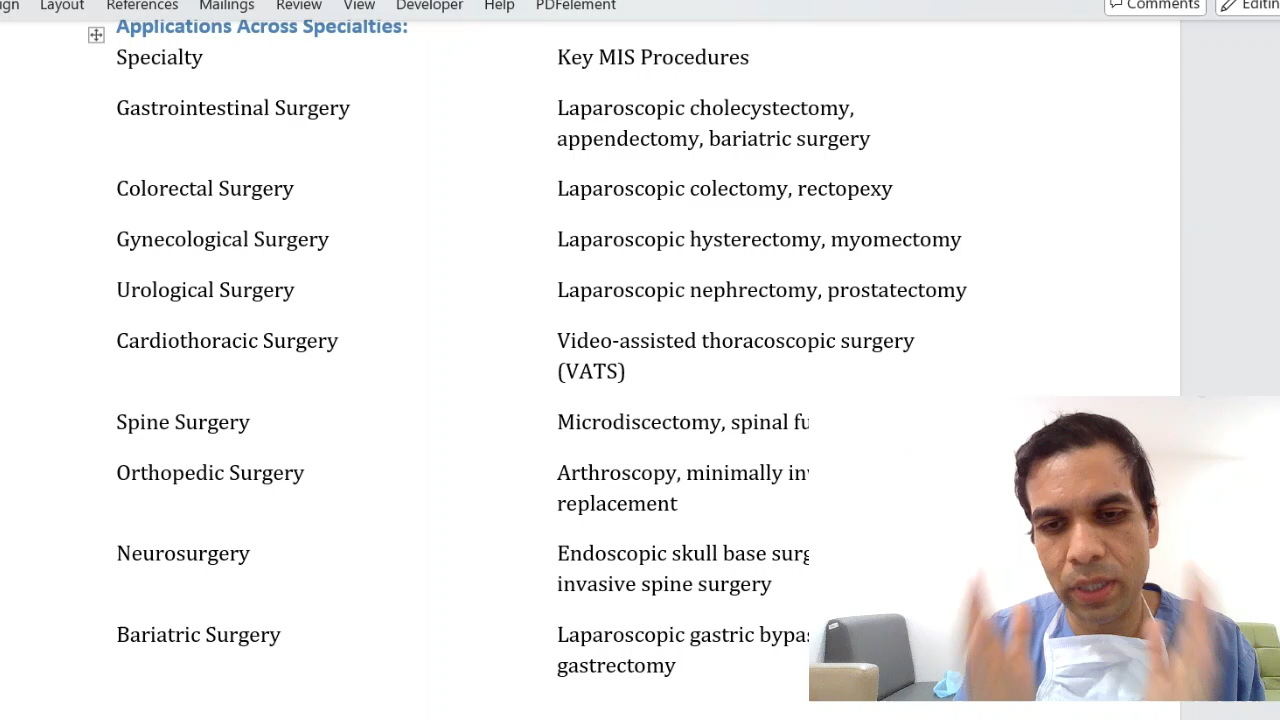 Layout References Mailings Review View Developer Help PDFelement Comments
Applications Across Specialties:
Specialty Key MIS Procedures
Gastrointestinal Surgery Laparoscopic cholecystectomy,
appendectomy, bariatric surgery
Colorectal Surgery Laparoscopic colectomy, rectopexy
Gynecological Surgery Laparoscopic hysterectomy, myomectomy
Urological Surgery Laparoscopic nephrectomy, prostatectomy
Cardiothoracic Surgery Video-assisted thoracoscopic surgery
(VATS)
Spine Surgery Microdiscectomy, spinal
Orthopedic Surgery Arthroscopy, minimally
replacement
Neurosurgery Endoscopic skull base
invasive spine surgery
Bariatric Surgery Laparoscopic gastric
gastrectomy